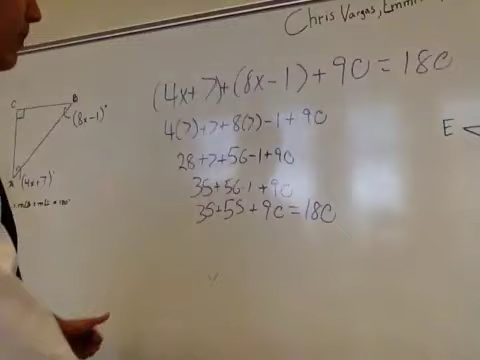 Chris Vargas,
(4x+7)+(8x-1)+90=180
4(7)+7+8(7)-1+90
28+7+56-1+90
35+56-1+90
35+55+90=180
C
B
(8x-1)°
A
(4x+7)°
E